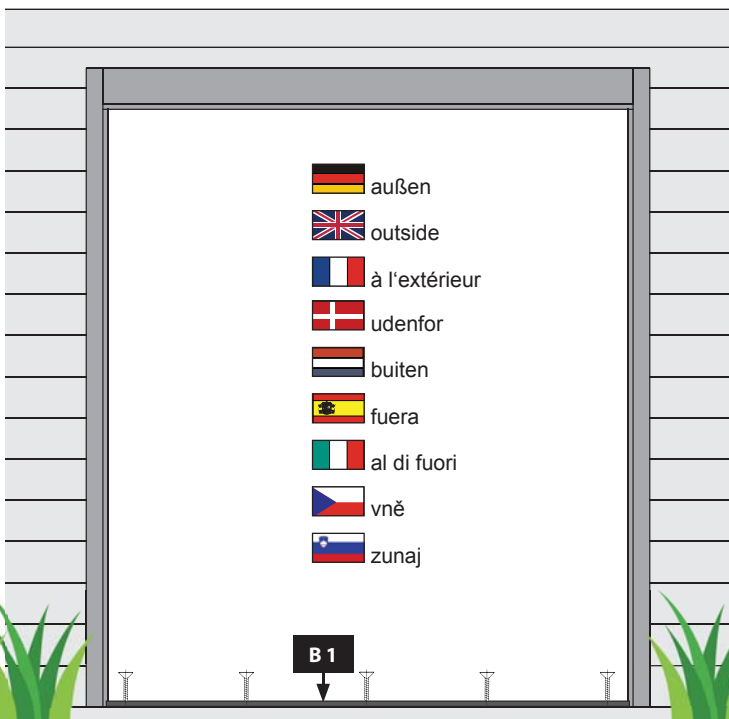 außen
outside
à l‘extérieur
udenfor
buiten
fuera
al di fuori
vně
zunaj
B 1